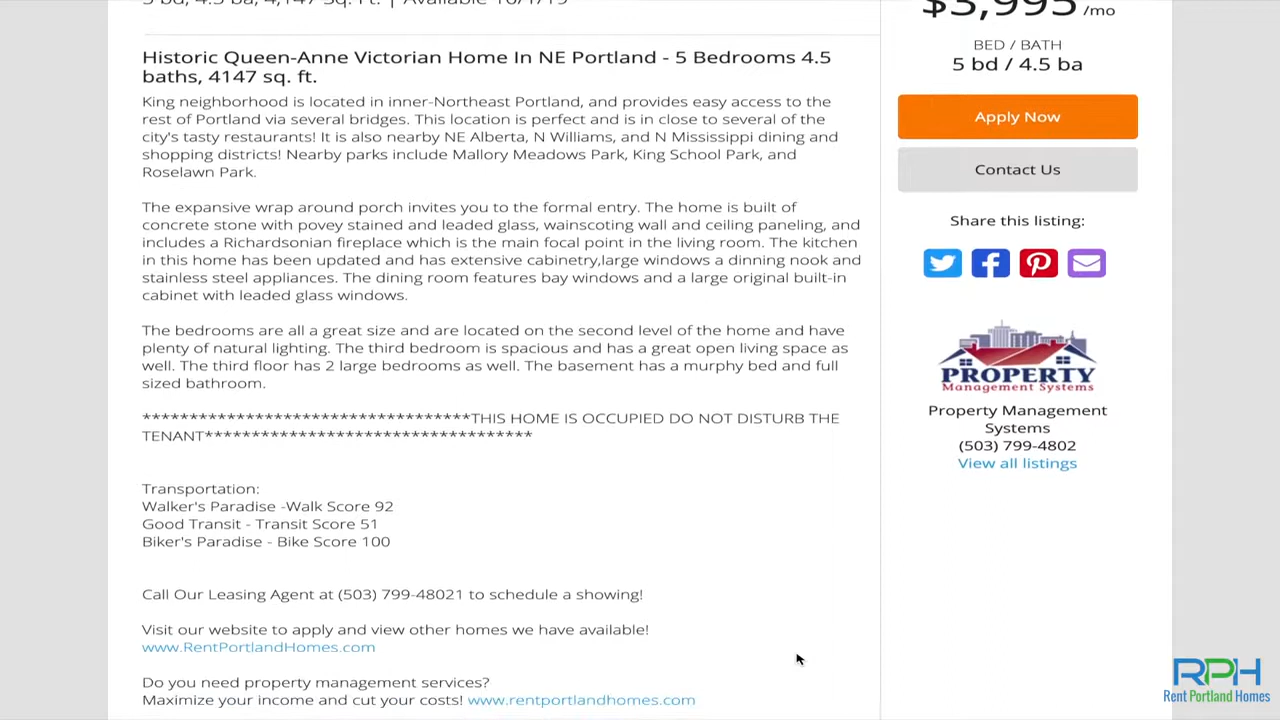 5 bd, 4.5 ba, 4,147 Sq. Ft. | Available 10/1/19
$3,995 /mo
Historic Queen-Anne Victorian Home In NE Portland - 5 Bedrooms 4.5
baths, 4147 sq. ft.
King neighborhood is located in inner-Northeast Portland, and provides easy access to the
rest of Portland via several bridges. This location is perfect and is in close to several of the
city's tasty restaurants! It is also nearby NE Alberta, N Williams, and N Mississippi dining and
shopping districts! Nearby parks include Mallory Meadows Park, King School Park, and
Roselawn Park.
The expansive wrap around porch invites you to the formal entry. The home is built of
concrete stone with povey stained and leaded glass, wainscoting wall and ceiling paneling, and
includes a Richardsonian fireplace which is the main focal point in the living room. The kitchen
in this home has been updated and has extensive cabinetry,large windows a dinning nook and
stainless steel appliances. The dining room features bay windows and a large original built-in
cabinet with leaded glass windows.
The bedrooms are all a great size and are located on the second level of the home and have
plenty of natural lighting. The third bedroom is spacious and has a great open living space as
well. The third floor has 2 large bedrooms as well. The basement has a murphy bed and full
sized bathroom.
***********************************THIS HOME IS OCCUPIED DO NOT DISTURB THE
TENANT***********************************
Transportation:
Walker's Paradise -Walk Score 92
Good Transit - Transit Score 51
Biker's Paradise - Bike Score 100
Call Our Leasing Agent at (503) 799-48021 to schedule a showing!
Visit our website to apply and view other homes we have available!
www.RentPortlandHomes.com
Do you need property management services?
Maximize your income and cut your costs! www.rentportlandhomes.com
BED / BATH
5 bd / 4.5 ba
Apply Now
Contact Us
Share this listing:
PROPERTY
Management Systems
Property Management
Systems
(503) 799-4802
View all listings
RPH
Rent Portland Homes